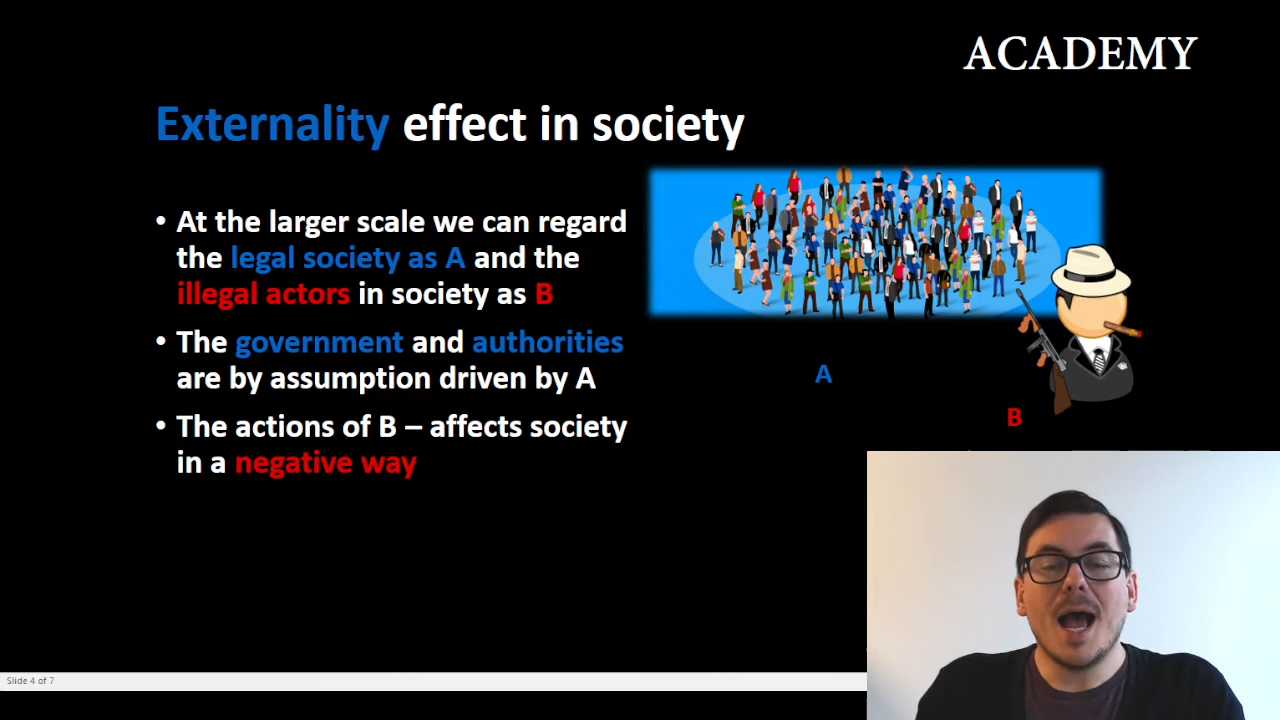 ACADEMY
Externality effect in society
• At the larger scale we can regard
the legal society as A and the
illegal actors in society as B
• The government and authorities
are by assumption driven by A
• The actions of B – affects society
in a negative way
A
B
Slide 4 of 7